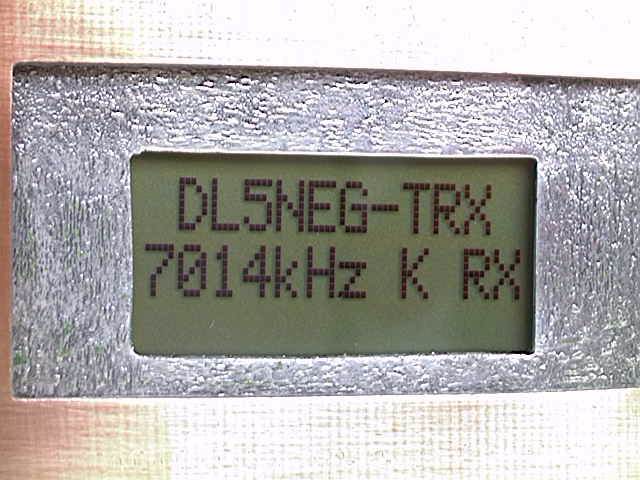 DL5NEG-TRX
7014kHz K RX